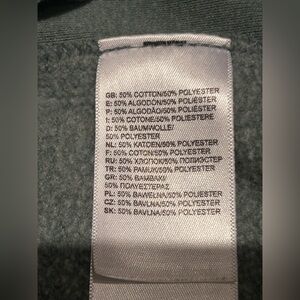 GB: 50% COTTON/50% POLYESTER
E: 50% ALGODON/50% POLIESTER
P: 50% ALGODÃO/50% POLIESTER
I: 50% COTONE/50% POLIESTERE
D: 50% BAUMWOLLE/
50% POLYESTER
NL: 50% KATOEN/50% POLYESTER
F: 50% COTON/50% POLYESTER
RU: 50% ХЛОПОК/50% ПОЛИЭСТЕР
TR: 50% PAMUK/50% POLYESTER
GR: 50% ΒΑΜΒΑΚΙ/
50% ΠΟΛΥΕΣΤΕΡΑΣ
PL: 50% BAWEŁNA/50% POLYESTER
CZ: 50% BAVLNA/50% POLYESTER
SK: 50% BAVLNA/50% POLYESTER